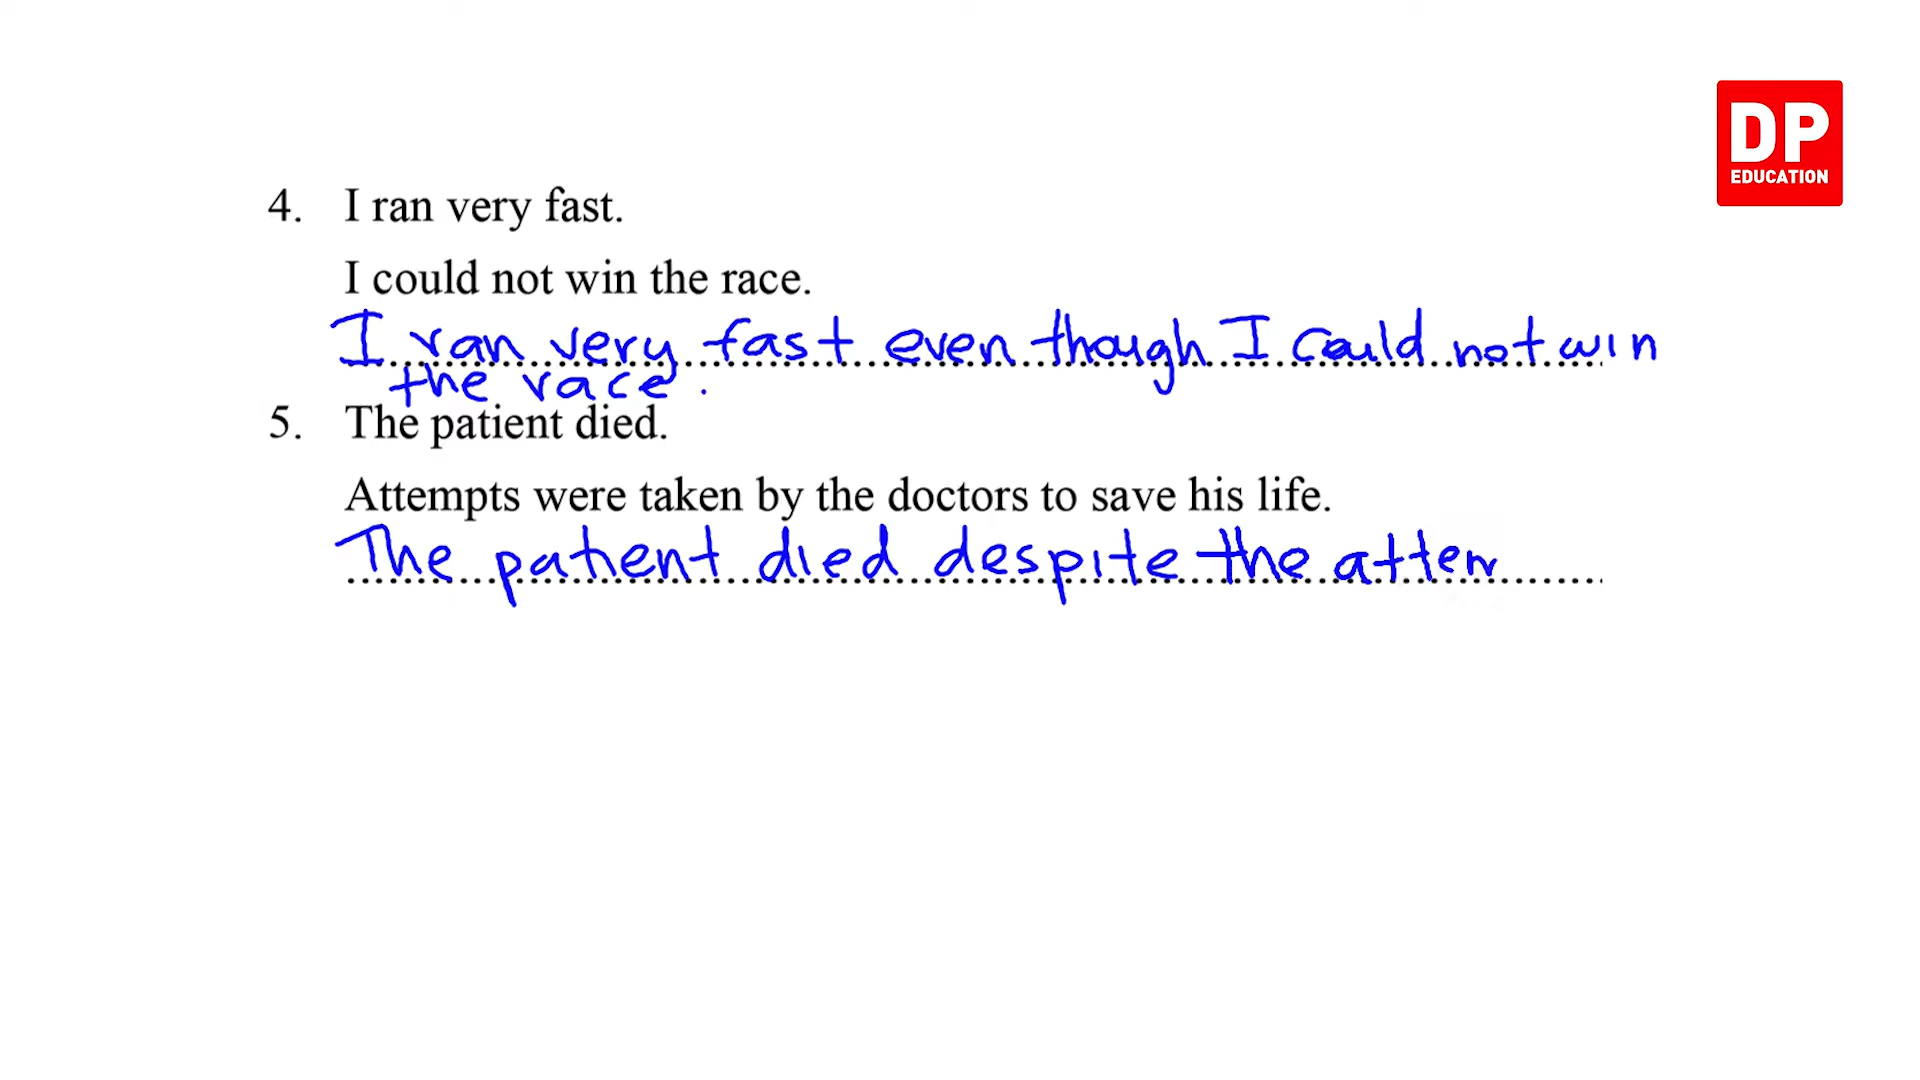 DP
EDUCATION
4. I ran very fast.
I could not win the race.
I ran very fast even though I could not win
the race.
5. The patient died.
Attempts were taken by the doctors to save his life.
The patient died despite the attem